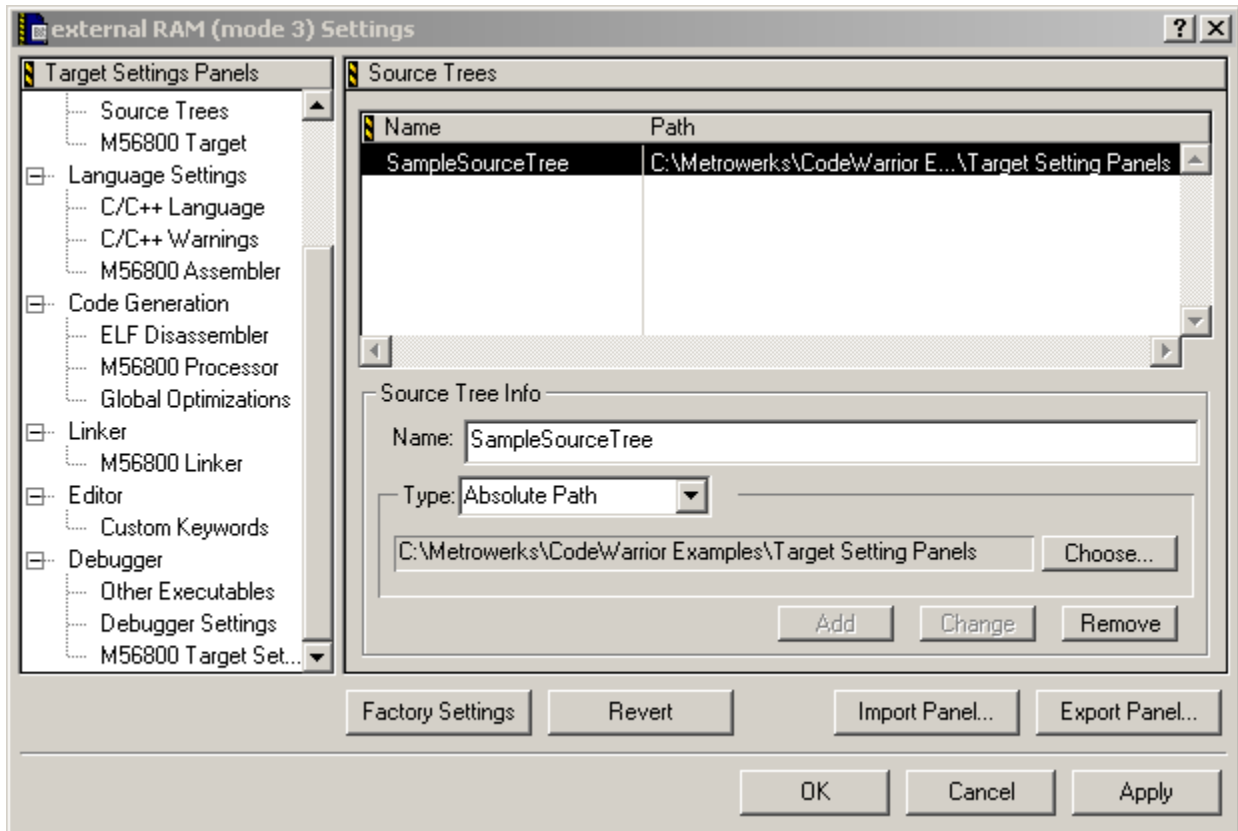 external RAM (mode 3) Settings
Target Settings Panels
Source Trees
M56800 Target
Language Settings
C/C++ Language
C/C++ Warnings
M56800 Assembler
Code Generation
ELF Disassembler
M56800 Processor
Global Optimizations
Linker
M56800 Linker
Editor
Custom Keywords
Debugger
Other Executables
Debugger Settings
M56800 Target Set...
Source Trees
Name Path
SampleSourceTree C:\Metrowerks\CodeWarrior E...\Target Setting Panels
Source Tree Info
Name: SampleSourceTree
Type: Absolute Path
C:\Metrowerks\CodeWarrior Examples\Target Setting Panels Choose...
Add Change Remove
Factory Settings Revert Import Panel... Export Panel...
OK Cancel Apply